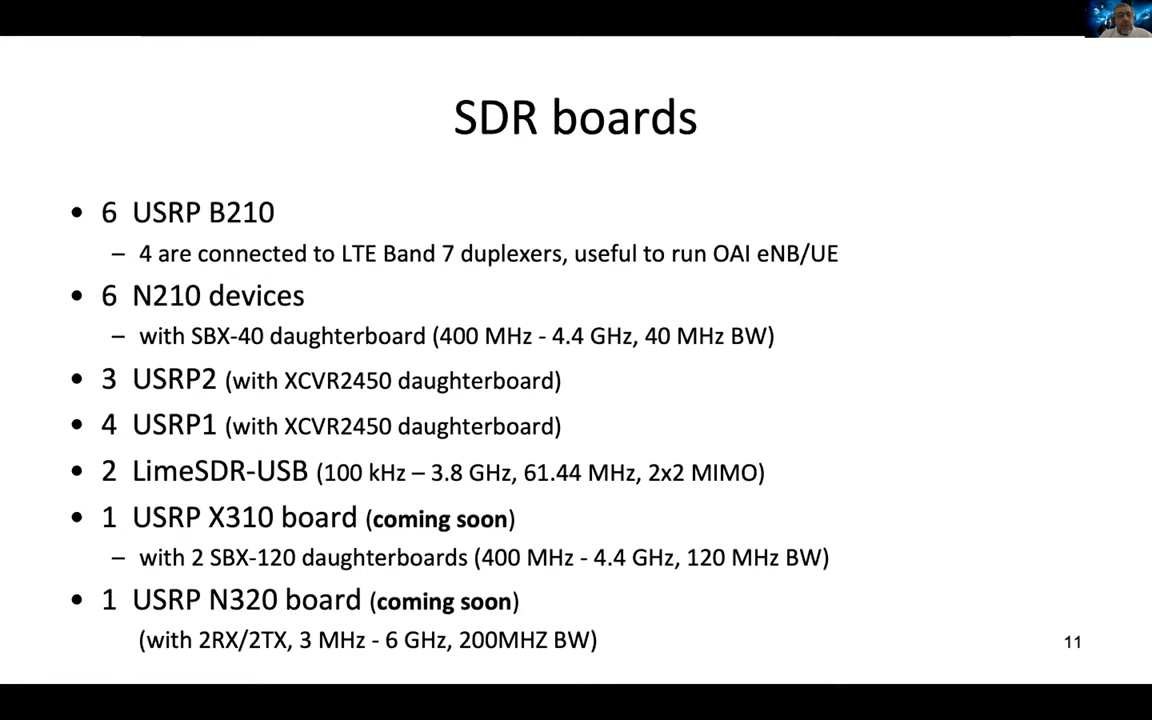 SDR boards
• 6 USRP B210
– 4 are connected to LTE Band 7 duplexers, useful to run OAI eNB/UE
• 6 N210 devices
– with SBX-40 daughterboard (400 MHz - 4.4 GHz, 40 MHz BW)
• 3 USRP2 (with XCVR2450 daughterboard)
• 4 USRP1 (with XCVR2450 daughterboard)
• 2 LimeSDR-USB (100 kHz – 3.8 GHz, 61.44 MHz, 2x2 MIMO)
• 1 USRP X310 board (coming soon)
– with 2 SBX-120 daughterboards (400 MHz - 4.4 GHz, 120 MHz BW)
• 1 USRP N320 board (coming soon)
(with 2RX/2TX, 3 MHz - 6 GHz, 200MHZ BW)
11